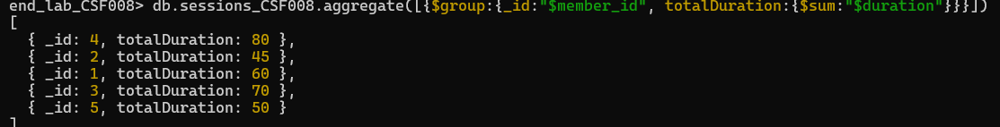 end_lab_CSF008> db.sessions_CSF008.aggregate([{$group:{_id:"$member_id", totalDuration:{$sum:"$duration"}}}])
[
  { _id: 4, totalDuration: 80 },
  { _id: 2, totalDuration: 45 },
  { _id: 1, totalDuration: 60 },
  { _id: 3, totalDuration: 70 },
  { _id: 5, totalDuration: 50 }
]